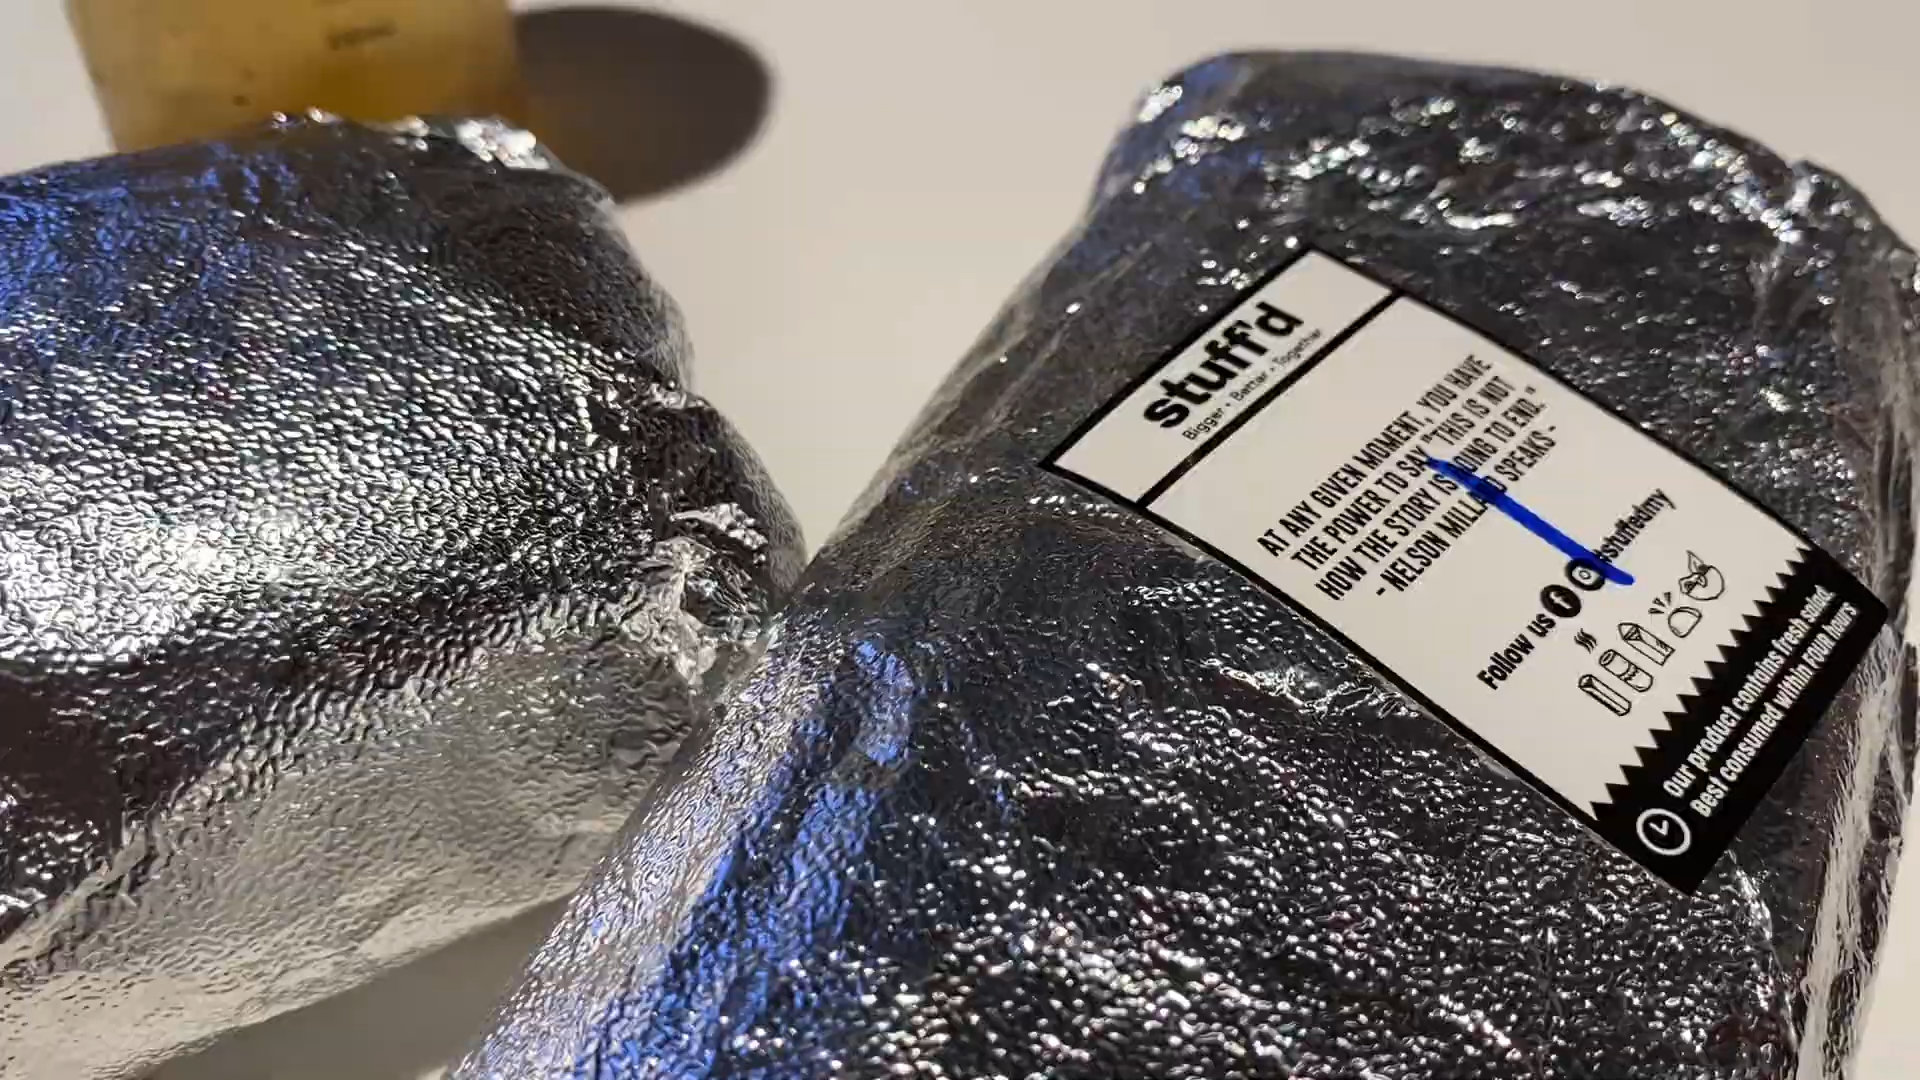 stuff'd
Bigger • Better • Together
AT ANY GIVEN MOMENT, YOU HAVE
THE POWER TO SAY "THIS IS NOT
HOW THE STORY IS GOING TO END."
- NELSON MILLARD SPEAKS -
Follow us @stuffedmy
Our product contains fresh salad.
Best consumed within four hours